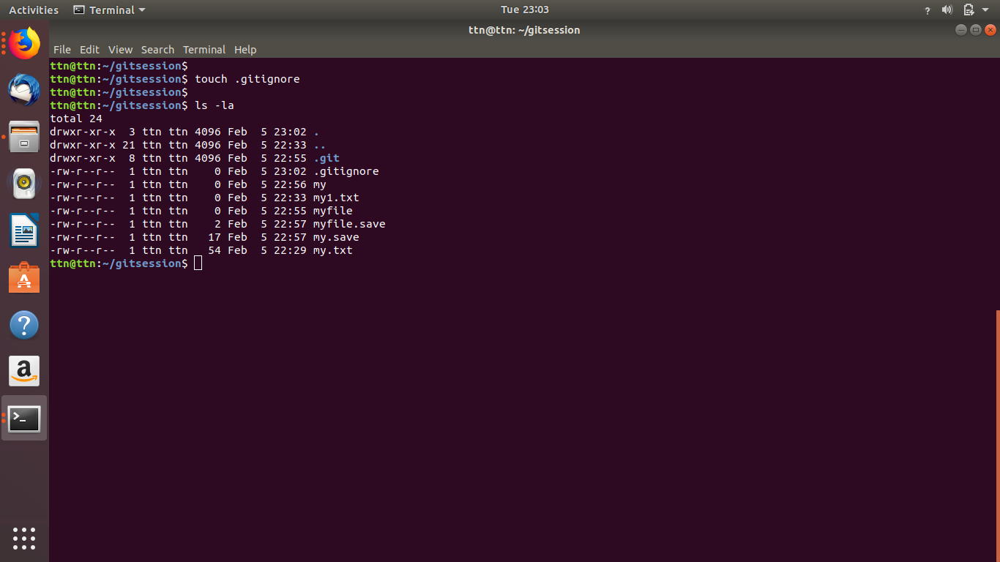 Activities Terminal Tue 23:03 ?
ttn@ttn: ~/gitsession
File Edit View Search Terminal Help
ttn@ttn:~/gitsession$
ttn@ttn:~/gitsession$ touch .gitignore
ttn@ttn:~/gitsession$
ttn@ttn:~/gitsession$ ls -la
total 24
drwxr-xr-x  3 ttn ttn 4096 Feb  5 23:02 .
drwxr-xr-x 21 ttn ttn 4096 Feb  5 22:33 ..
drwxr-xr-x  8 ttn ttn 4096 Feb  5 22:55 .git
-rw-r--r--  1 ttn ttn    0 Feb  5 23:02 .gitignore
-rw-r--r--  1 ttn ttn    0 Feb  5 22:56 my
-rw-r--r--  1 ttn ttn    0 Feb  5 22:33 my1.txt
-rw-r--r--  1 ttn ttn    0 Feb  5 22:55 myfile
-rw-r--r--  1 ttn ttn    2 Feb  5 22:57 myfile.save
-rw-r--r--  1 ttn ttn   17 Feb  5 22:57 my.save
-rw-r--r--  1 ttn ttn   54 Feb  5 22:29 my.txt
ttn@ttn:~/gitsession$
A
?
a
>_